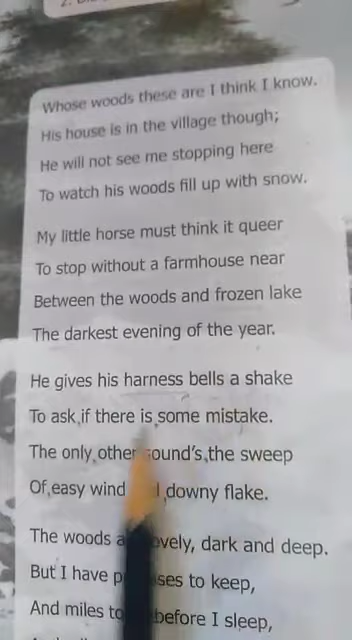 Whose woods these are I think I know.
His house is in the village though;
He will not see me stopping here
To watch his woods fill up with snow.
My little horse must think it queer
To stop without a farmhouse near
Between the woods and frozen lake
The darkest evening of the year.
He gives his harness bells a shake
To ask if there is some mistake.
The only other sound's the sweep
Of easy wind downy flake.
The woods lovely, dark and deep.
But I have to keep,
And miles to before I sleep,